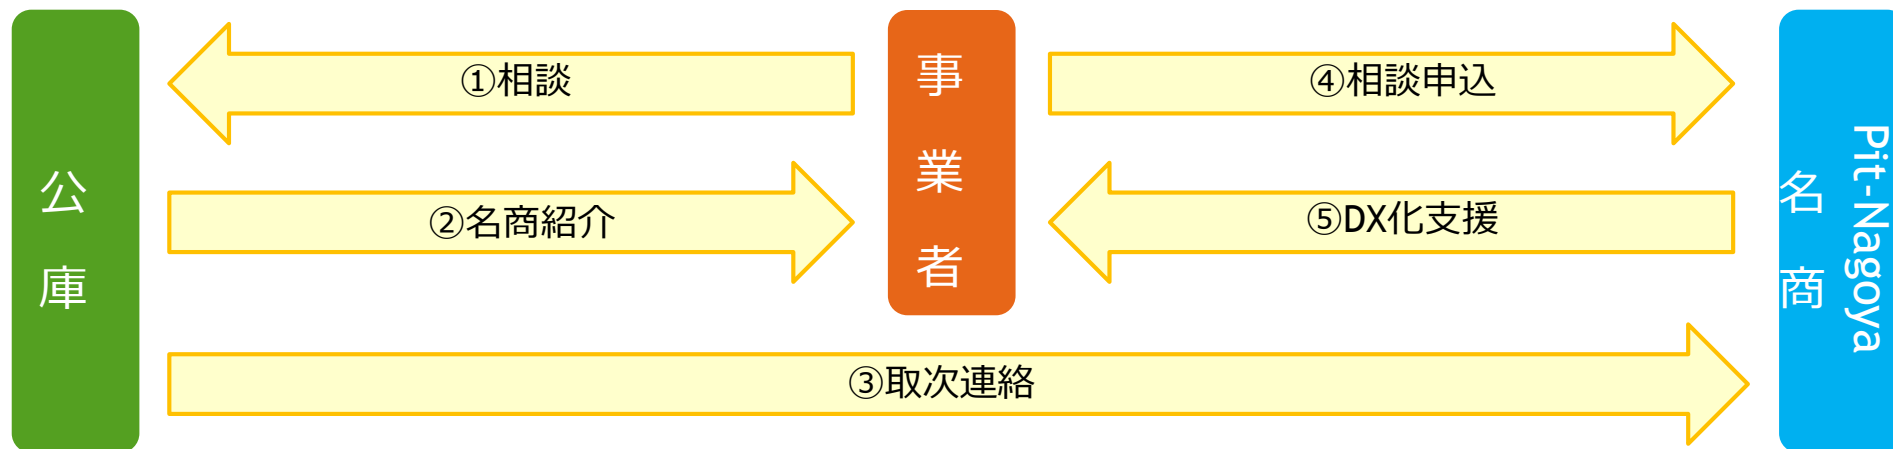 公庫
①相談
②名商紹介
③取次連絡
事業者
④相談申込
⑤DX化支援
Pit-Nagoya
名商